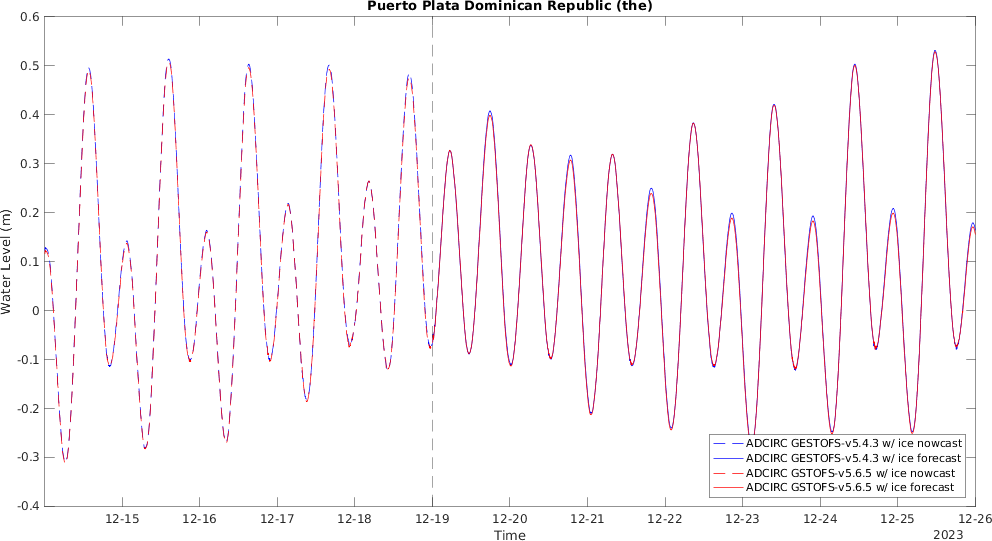 Puerto Plata Dominican Republic (the)
0.6
0.5
0.4
0.3
0.2
0.1
0
-0.1
-0.2
-0.3
-0.4
Water Level (m)
ADCIRC GESTOFS-v5.4.3 w/ ice nowcast
ADCIRC GESTOFS-v5.4.3 w/ ice forecast
ADCIRC GSTOFS-v5.6.5 w/ ice nowcast
ADCIRC GSTOFS-v5.6.5 w/ ice forecast
12-15 12-16 12-17 12-18 12-19 12-20 12-21 12-22 12-23 12-24 12-25 12-26
Time
2023